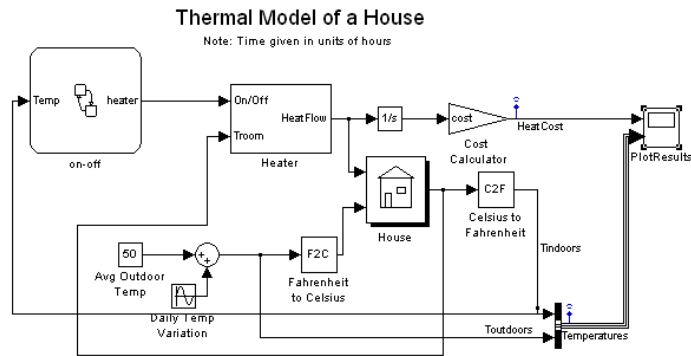 Thermal Model of a House
Note: Time given in units of hours
Temp
heater
on-off
On/Off
Troom
HeatFlow
Heater
1/s
cost
Cost
Calculator
HeatCost
PlotResults
House
C2F
Celsius to
Fahrenheit
Tindoors
50
Avg Outdoor
Temp
+
+
F2C
Fahrenheit
to Celsius
Daily Temp
Variation
Toutdoors
Temperatures